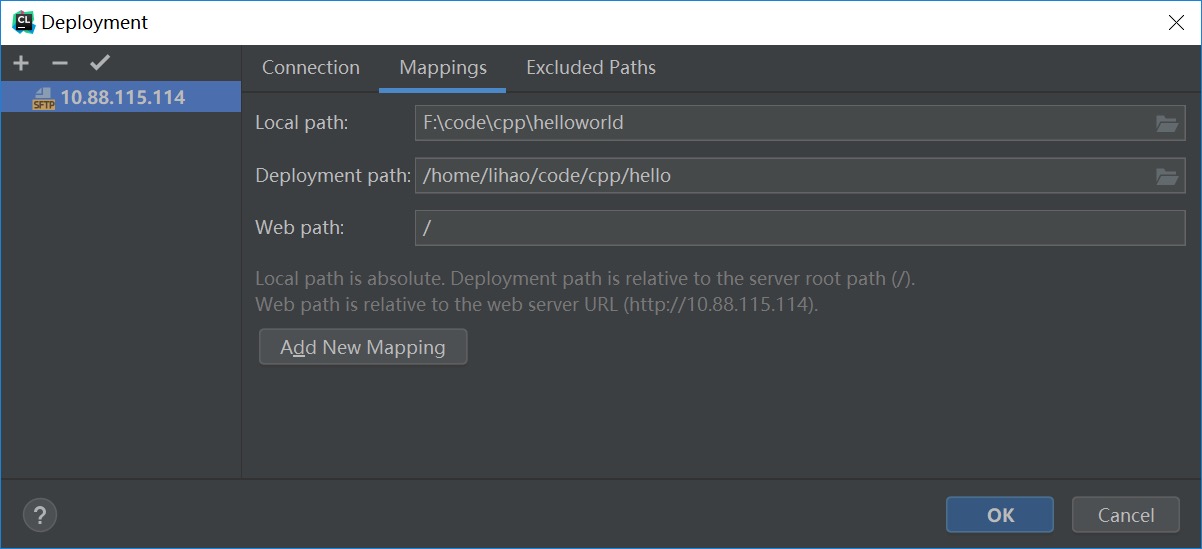 CL
Deployment
SFTP
10.88.115.114
Connection
Mappings
Excluded Paths
Local path:
F:\code\cpp\helloworld
Deployment path:
/home/lihao/code/cpp/hello
Web path:
/
Local path is absolute. Deployment path is relative to the server root path (/).
Web path is relative to the web server URL (http://10.88.115.114).
Add New Mapping
?
OK
Cancel